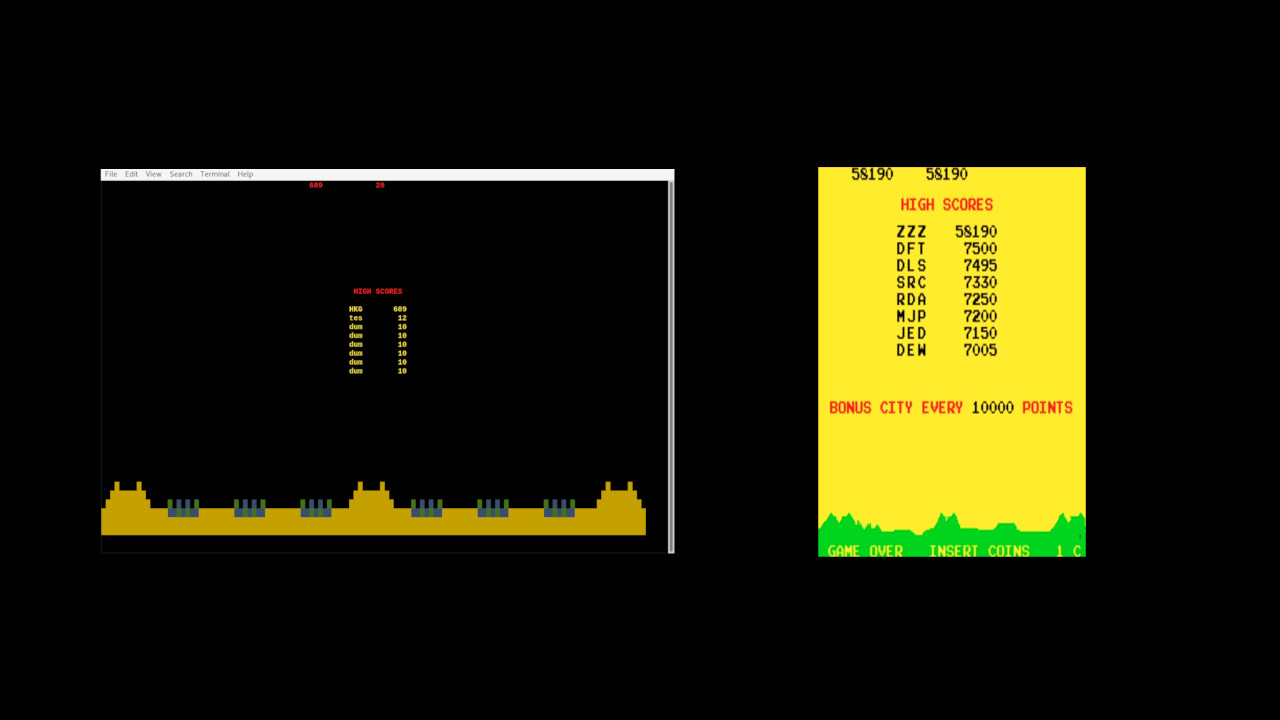 File Edit View Search Terminal Help
689 20
HIGH SCORES
HKG 689
tes 12
dum 10
dum 10
dum 10
dum 10
dum 10
dum 10
58190 58190
HIGH SCORES
ZZZ 58190
DFT 7500
DLS 7495
SRC 7330
RDA 7250
MJP 7200
JED 7150
DEW 7005
BONUS CITY EVERY 10000 POINTS
GAME OVER INSERT COINS 1 C